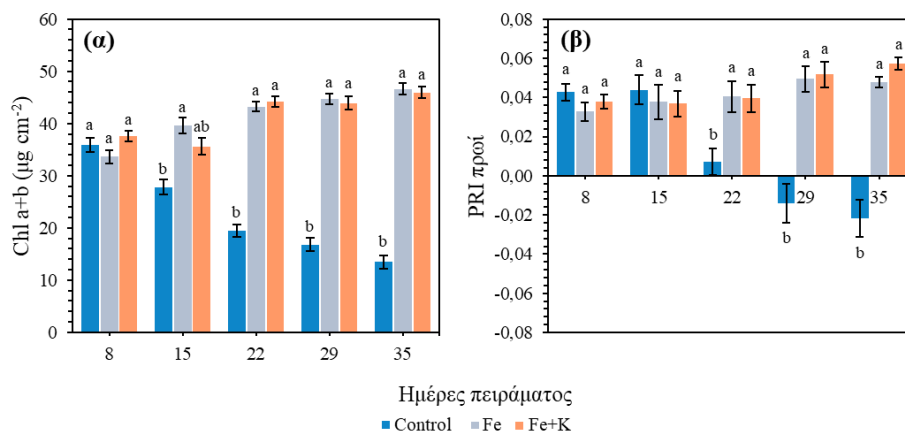 (α)
Chl a+b (μg cm-2)
60
50
40
30
20
10
0
a a a
b a ab
b a a
b a a
b a a
8 15 22 29 35
(β)
PRI πρωί
0,08
0,06
0,04
0,02
0,00
-0,02
-0,04
-0,06
-0,08
a a a
a a a
b a a
b a a
b a a
8 15 22 29 35
Ημέρες πειράματος
Control Fe Fe+K